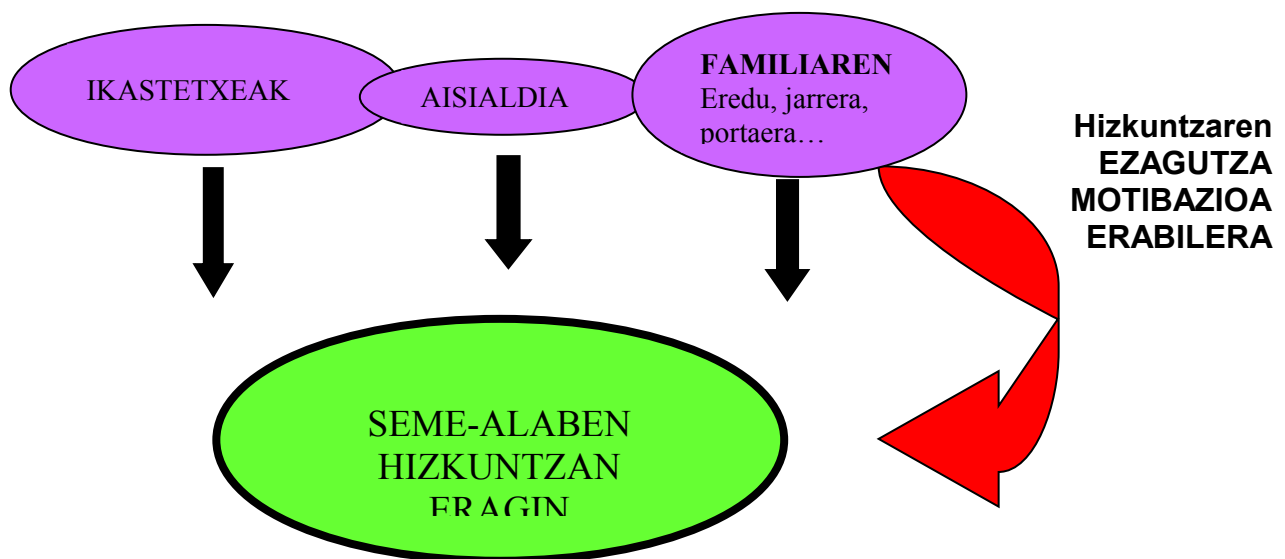 IKASTETXEAK
AISIALDIA
FAMILIAREN
Eredu, jarrera,
portaera…
Hizkuntzaren
EZAGUTZA
MOTIBAZIOA
ERABILERA
SEME-ALABEN
HIZKUNTZAN
ERAGIN